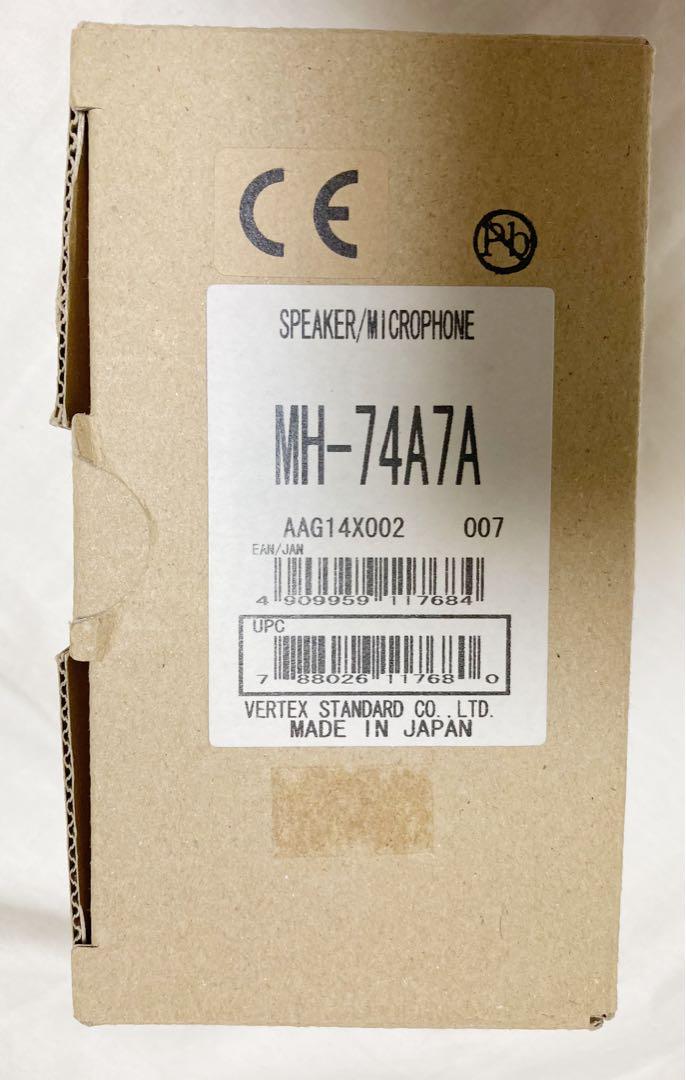 CE
Pb
SPEAKER/MICROPHONE
MH-74A7A
AAG14X002 007
EAN/JAN
4 909959 117684
UPC
7 88026 11768 0
VERTEX STANDARD CO.,LTD.
MADE IN JAPAN